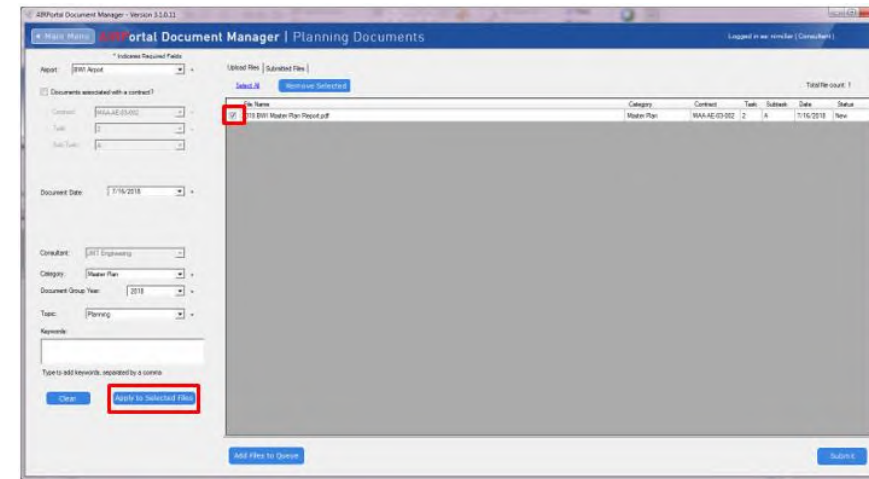 AIRPortal Document Manager - Version 3.1.0.11
◄ Main Menu AIRPortal Document Manager | Planning Documents
Logged in as: rsmiller ( Consultant )
* Indicates Required Fields
Airport: BWI Airport *
Documents associated with a contract?
Contract: MAA-AE-03-002 *
Task: 2 *
Sub Task: A
Document Date: 7/16/2018 *
Consultant: JMT Engineering
Category: Master Plan *
Document Group Year: 2018 *
Topic: Planning *
Keywords:
Type to add keywords, separated by a comma
Clear Apply to Selected Files
Upload Files Submitted Files
Select All Remove Selected Total file count: 1
File Name Category Contract Task Subtask Date Status
BWI Master Plan Report.pdf Master Plan MAA-AE-03-002 2 A 7/16/2018 New
Add Files to Queue Submit